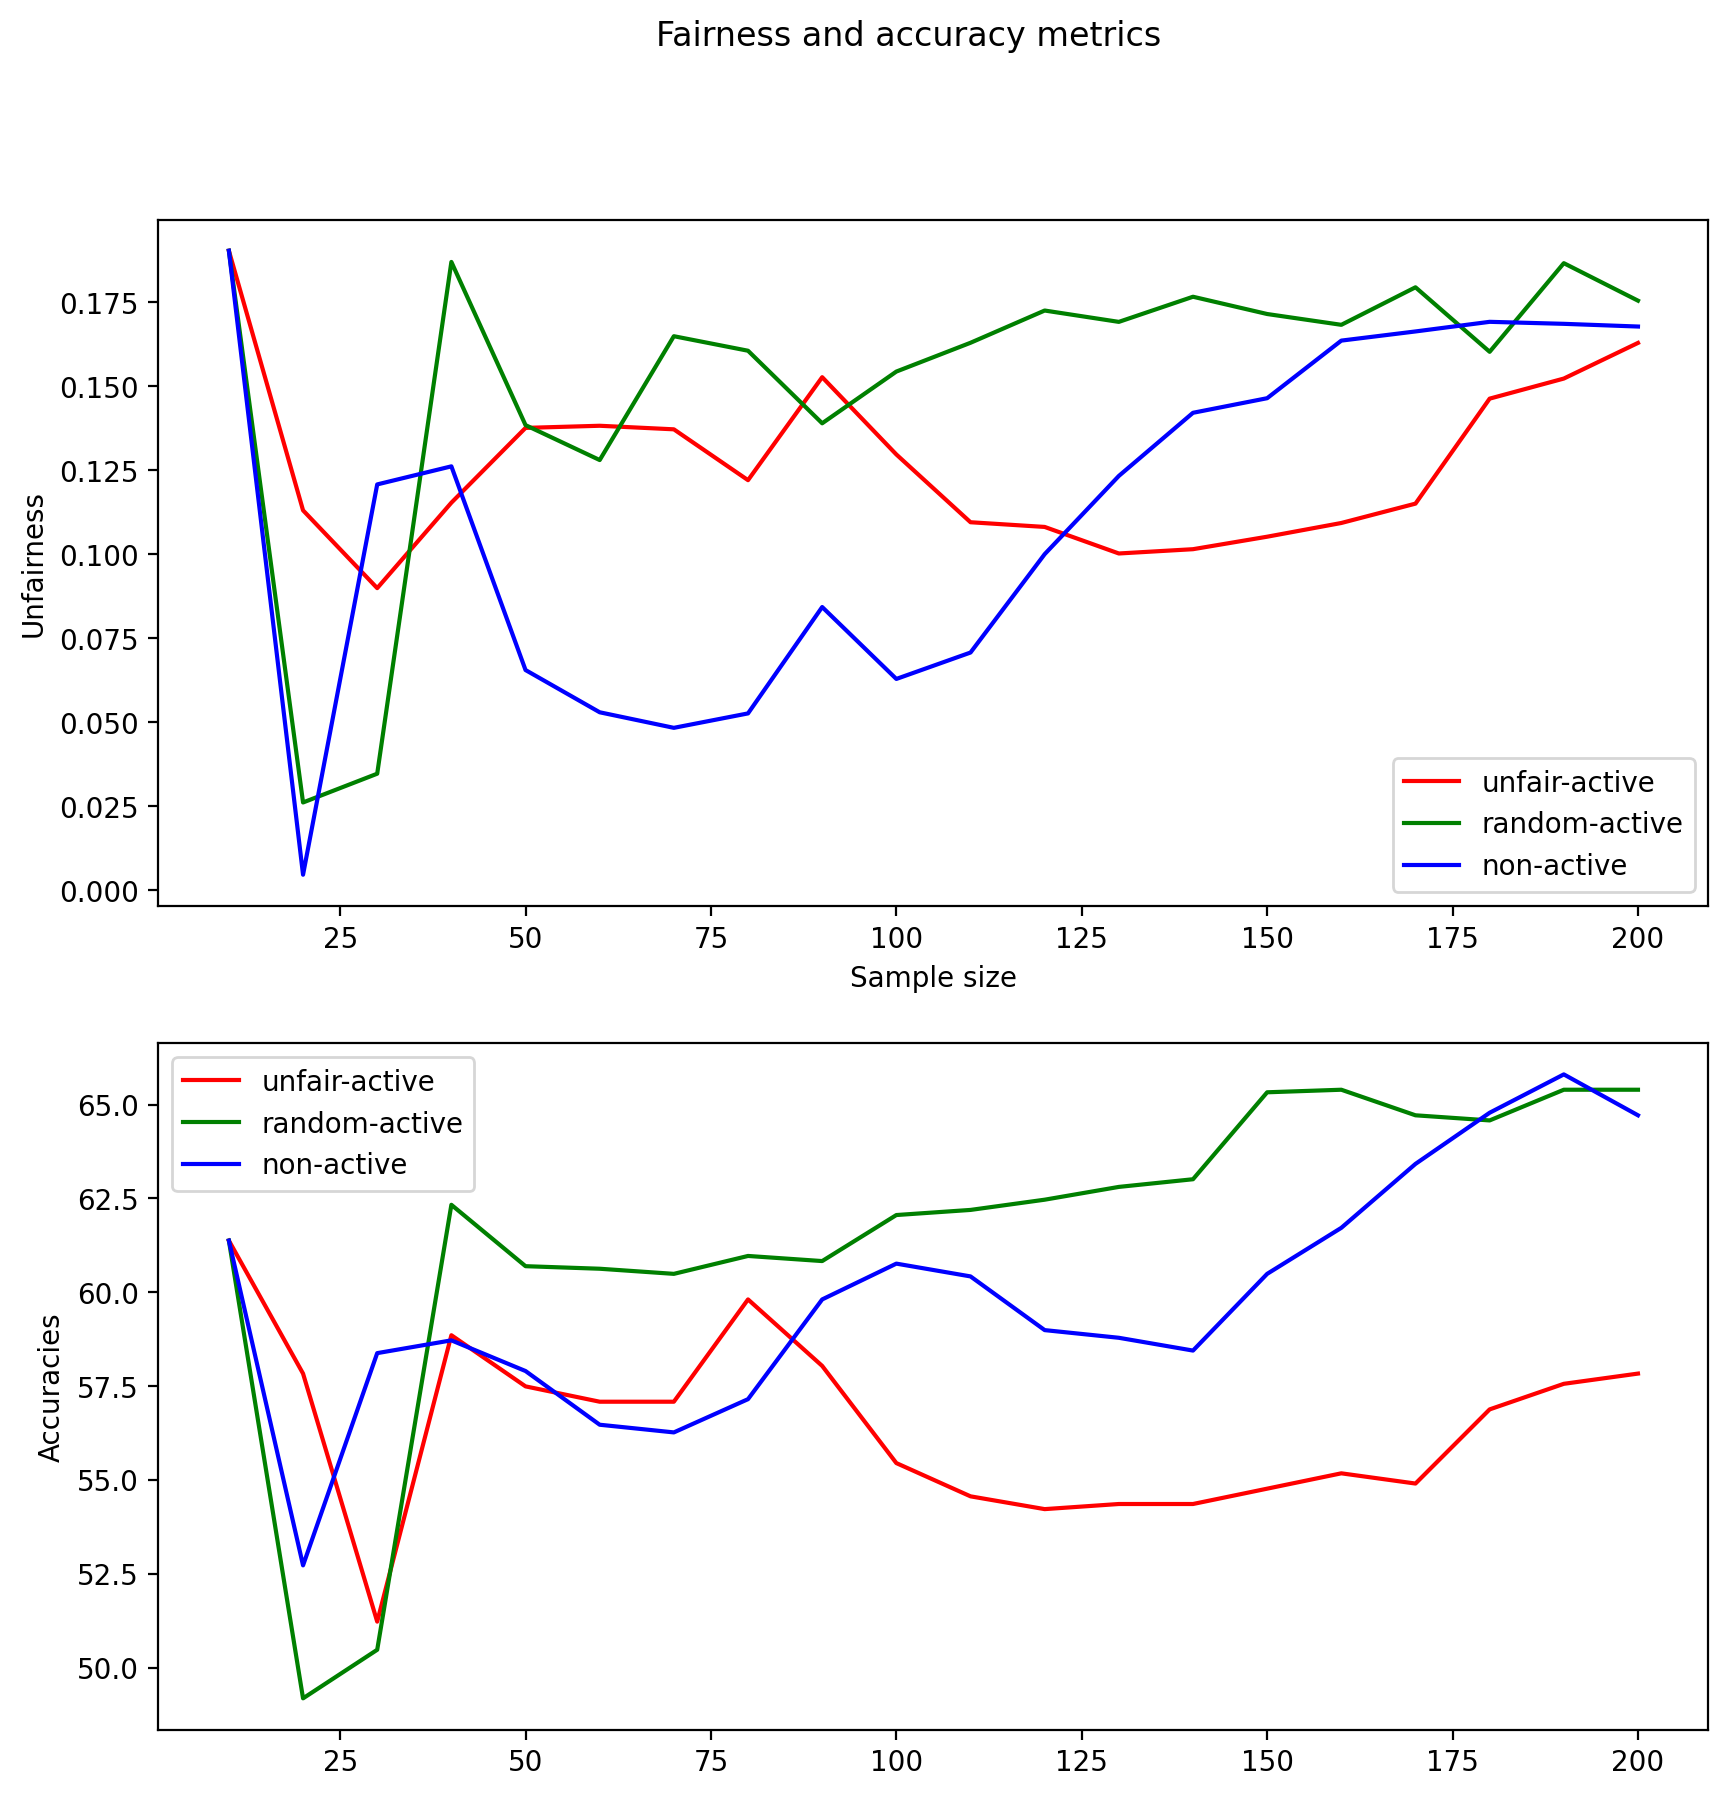 Fairness and accuracy metrics
0.175
0.150
0.125
0.100
0.075
0.050
0.025
0.000
Unfairness
unfair-active
random-active
non-active
25 50 75 100 125 150 175 200
Sample size
unfair-active
random-active
non-active
65.0
62.5
60.0
57.5
55.0
52.5
50.0
Accuracies
25 50 75 100 125 150 175 200